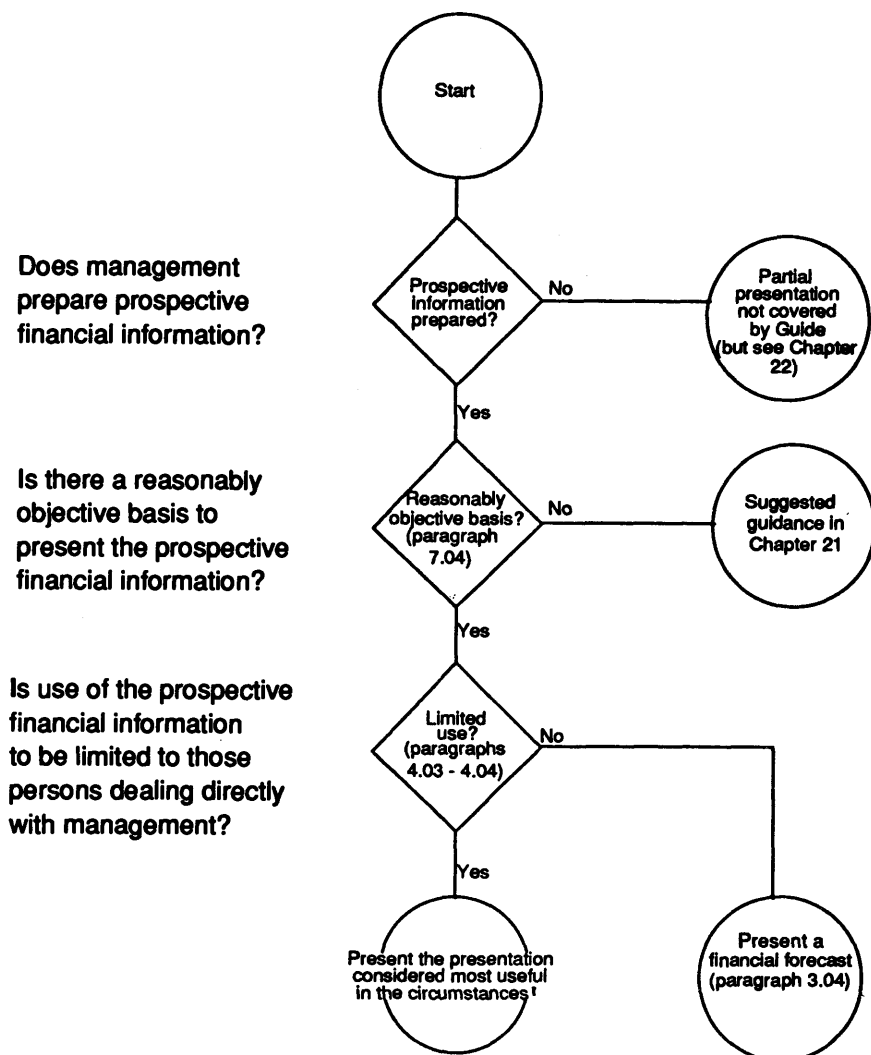 Start
Does management
prepare prospective
financial information?
Prospective
information
prepared?
No
Partial
presentation
not covered
by Guide
(but see Chapter
22)
Yes
Is there a reasonably
objective basis to
present the prospective
financial information?
Reasonably
objective basis?
(paragraph
7.04)
No
Suggested
guidance in
Chapter 21
Yes
Is use of the prospective
financial information
to be limited to those
persons dealing directly
with management?
Limited
use?
(paragraphs
4.03 - 4.04)
No
Yes
Present the presentation
considered most useful
in the circumstances
Present a
financial forecast
(paragraph 3.04)